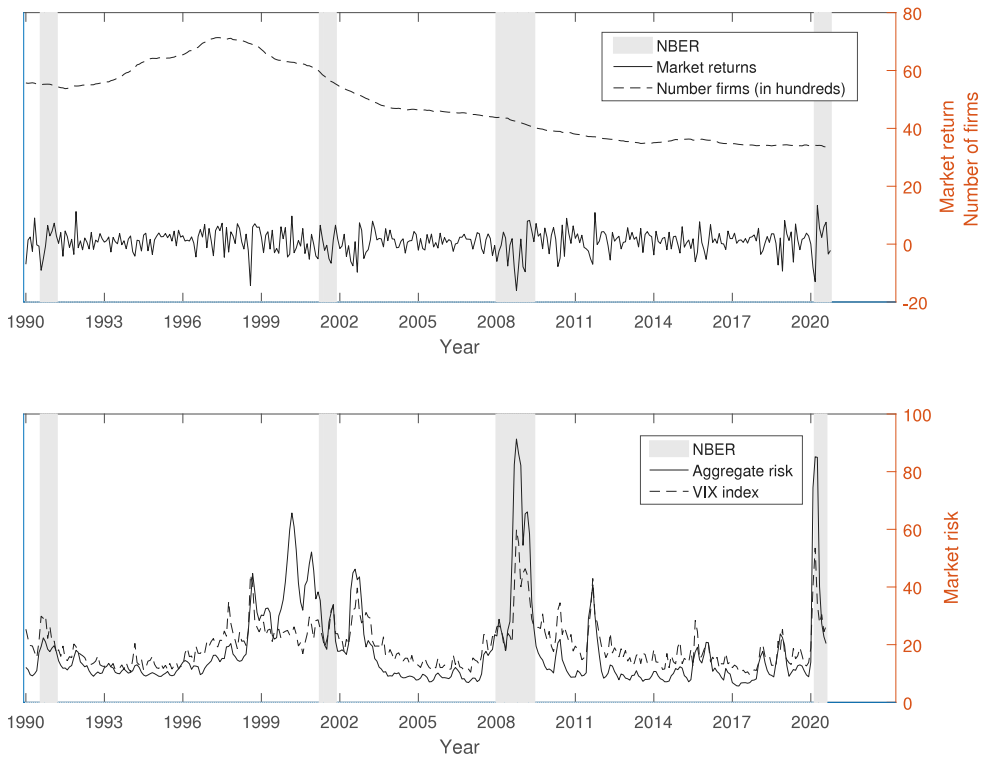 80
NBER
Market returns
Number firms (in hundreds)
60
40
20
0
-20
Market return
Number of firms
1990 1993 1996 1999 2002 2005 2008 2011 2014 2017 2020
Year
100
NBER
Aggregate risk
VIX index
80
60
40
20
0
Market risk
1990 1993 1996 1999 2002 2005 2008 2011 2014 2017 2020
Year